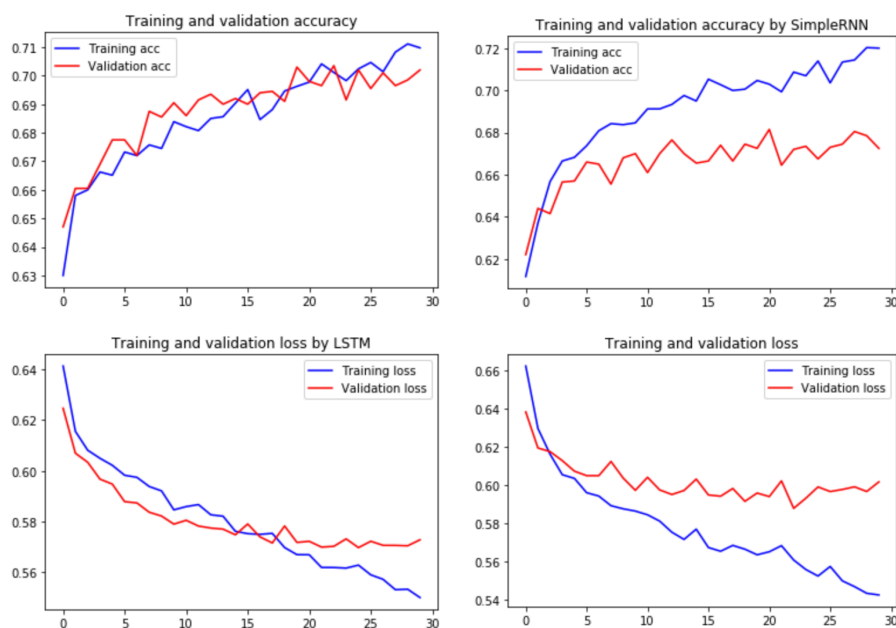 Training and validation accuracy
Training acc
Validation acc
0.71
0.70
0.69
0.68
0.67
0.66
0.65
0.64
0.63
0 5 10 15 20 25 30
Training and validation accuracy by SimpleRNN
Training acc
Validation acc
0.72
0.70
0.68
0.66
0.64
0.62
0 5 10 15 20 25 30
Training and validation loss by LSTM
Training loss
Validation loss
0.64
0.62
0.60
0.58
0.56
0 5 10 15 20 25 30
Training and validation loss
Training loss
Validation loss
0.66
0.64
0.62
0.60
0.58
0.56
0.54
0 5 10 15 20 25 30